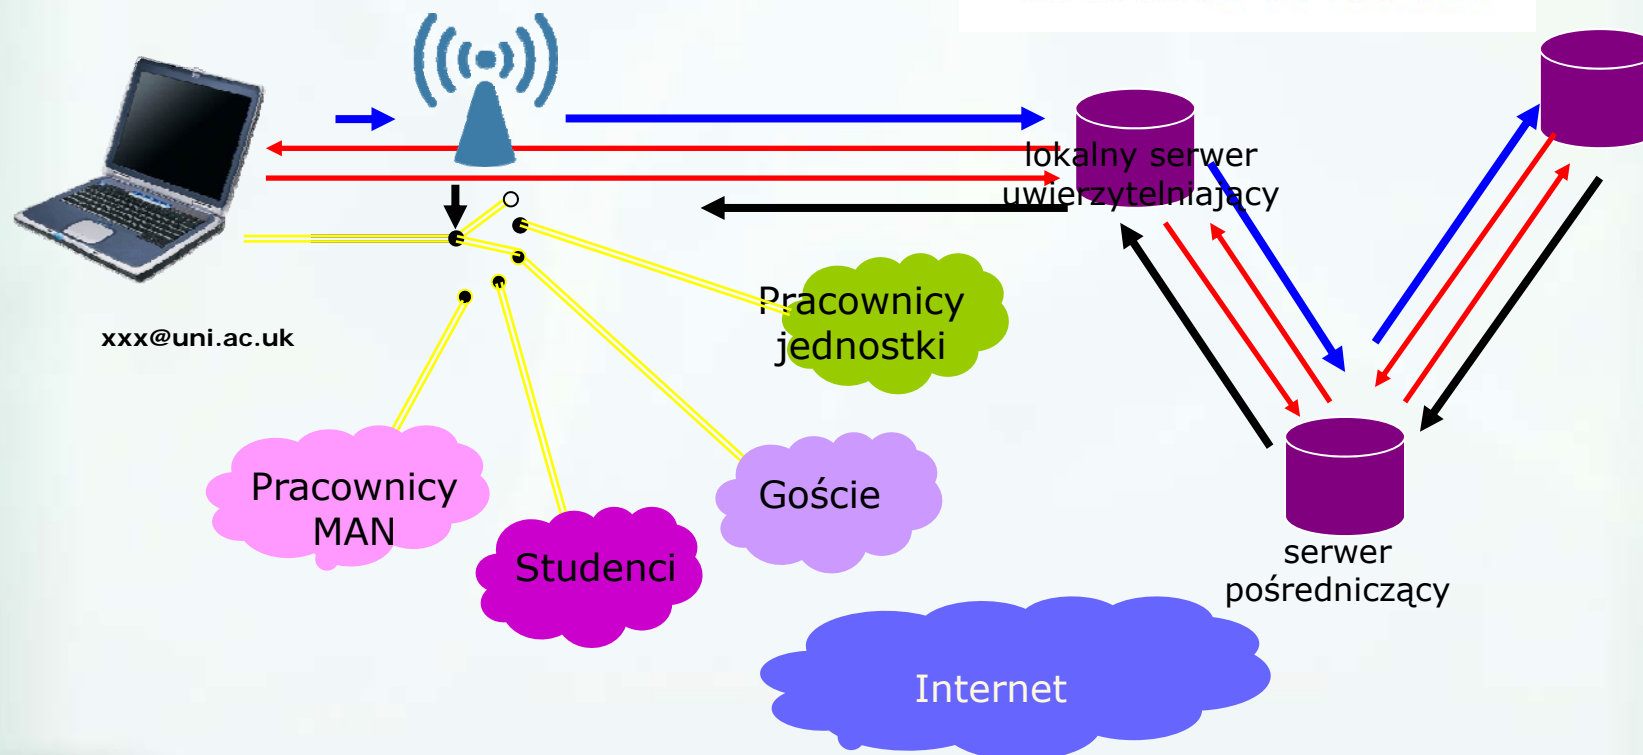 lokalny serwer
uwierzytelniający
Pracownicy
jednostki
xxx@uni.ac.uk
Pracownicy
MAN
Goście
Studenci
serwer
pośredniczący
Internet